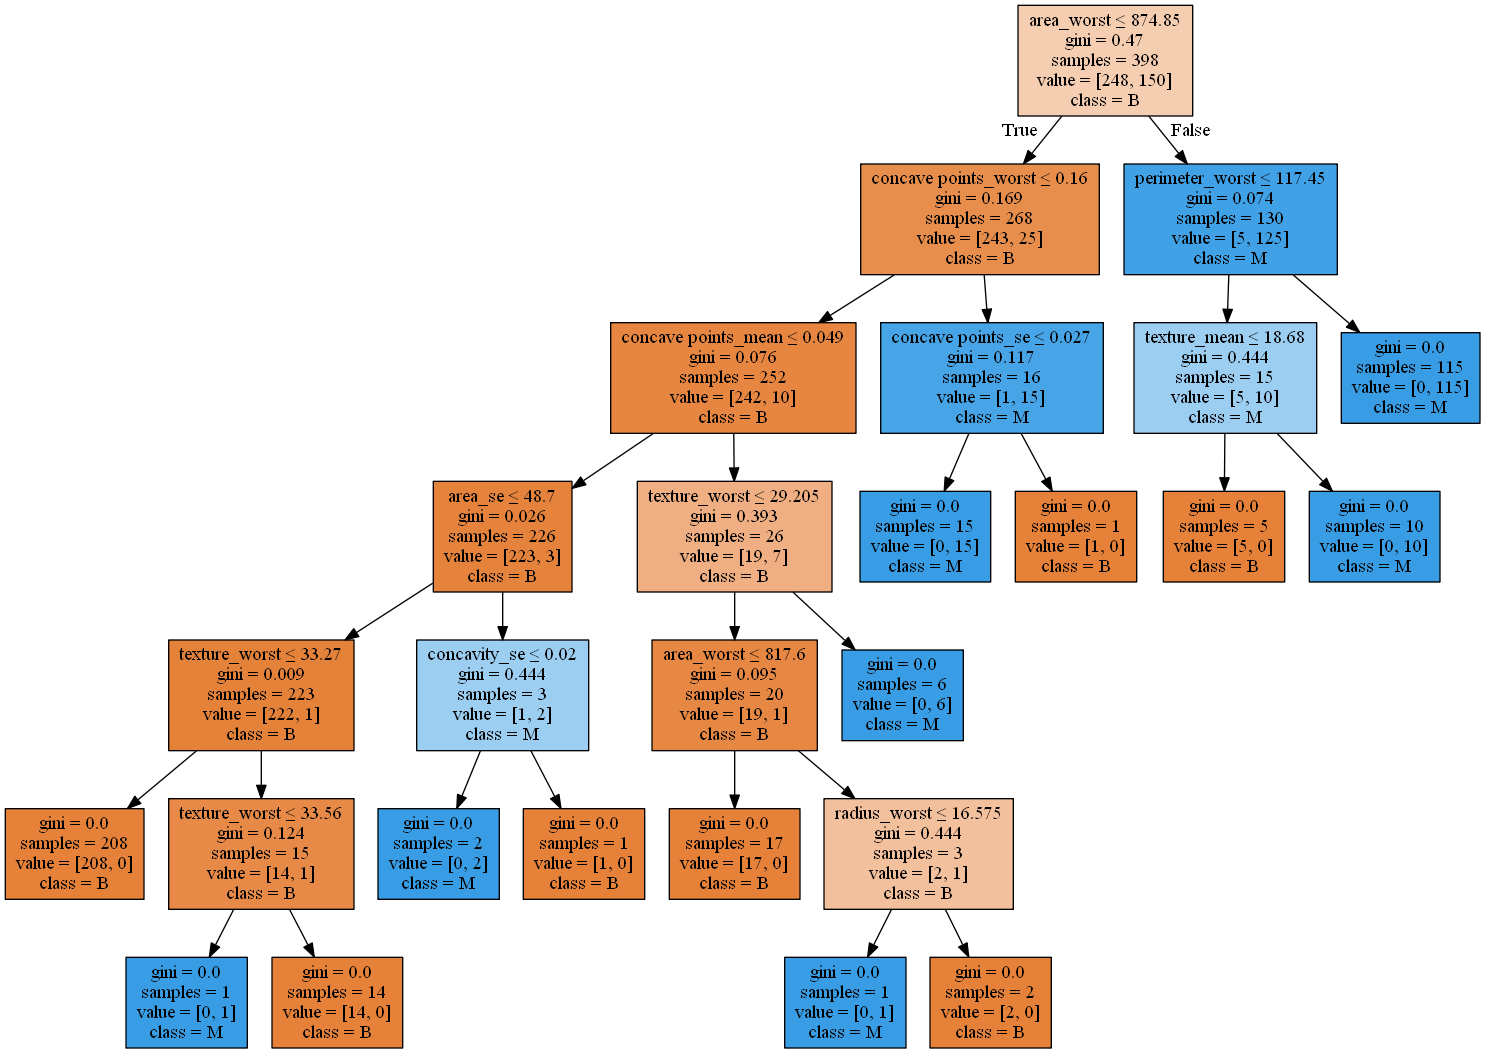 area_worst ≤ 874.85
gini = 0.47
samples = 398
value = [248, 150]
class = B
True
False
concave points_worst ≤ 0.16
gini = 0.169
samples = 268
value = [243, 25]
class = B
perimeter_worst ≤ 117.45
gini = 0.074
samples = 130
value = [5, 125]
class = M
concave points_mean ≤ 0.049
gini = 0.076
samples = 252
value = [242, 10]
class = B
concave points_se ≤ 0.027
gini = 0.117
samples = 16
value = [1, 15]
class = M
texture_mean ≤ 18.68
gini = 0.444
samples = 15
value = [5, 10]
class = M
gini = 0.0
samples = 115
value = [0, 115]
class = M
area_se ≤ 48.7
gini = 0.026
samples = 226
value = [223, 3]
class = B
texture_worst ≤ 29.205
gini = 0.393
samples = 26
value = [19, 7]
class = B
gini = 0.0
samples = 15
value = [0, 15]
class = M
gini = 0.0
samples = 1
value = [1, 0]
class = B
gini = 0.0
samples = 5
value = [5, 0]
class = B
gini = 0.0
samples = 10
value = [0, 10]
class = M
texture_worst ≤ 33.27
gini = 0.009
samples = 223
value = [222, 1]
class = B
concavity_se ≤ 0.02
gini = 0.444
samples = 3
value = [1, 2]
class = M
area_worst ≤ 817.6
gini = 0.095
samples = 20
value = [19, 1]
class = B
gini = 0.0
samples = 6
value = [0, 6]
class = M
gini = 0.0
samples = 208
value = [208, 0]
class = B
texture_worst ≤ 33.56
gini = 0.124
samples = 15
value = [14, 1]
class = B
gini = 0.0
samples = 2
value = [0, 2]
class = M
gini = 0.0
samples = 1
value = [1, 0]
class = B
gini = 0.0
samples = 17
value = [17, 0]
class = B
radius_worst ≤ 16.575
gini = 0.444
samples = 3
value = [2, 1]
class = B
gini = 0.0
samples = 1
value = [0, 1]
class = M
gini = 0.0
samples = 14
value = [14, 0]
class = B
gini = 0.0
samples = 1
value = [0, 1]
class = M
gini = 0.0
samples = 2
value = [2, 0]
class = B